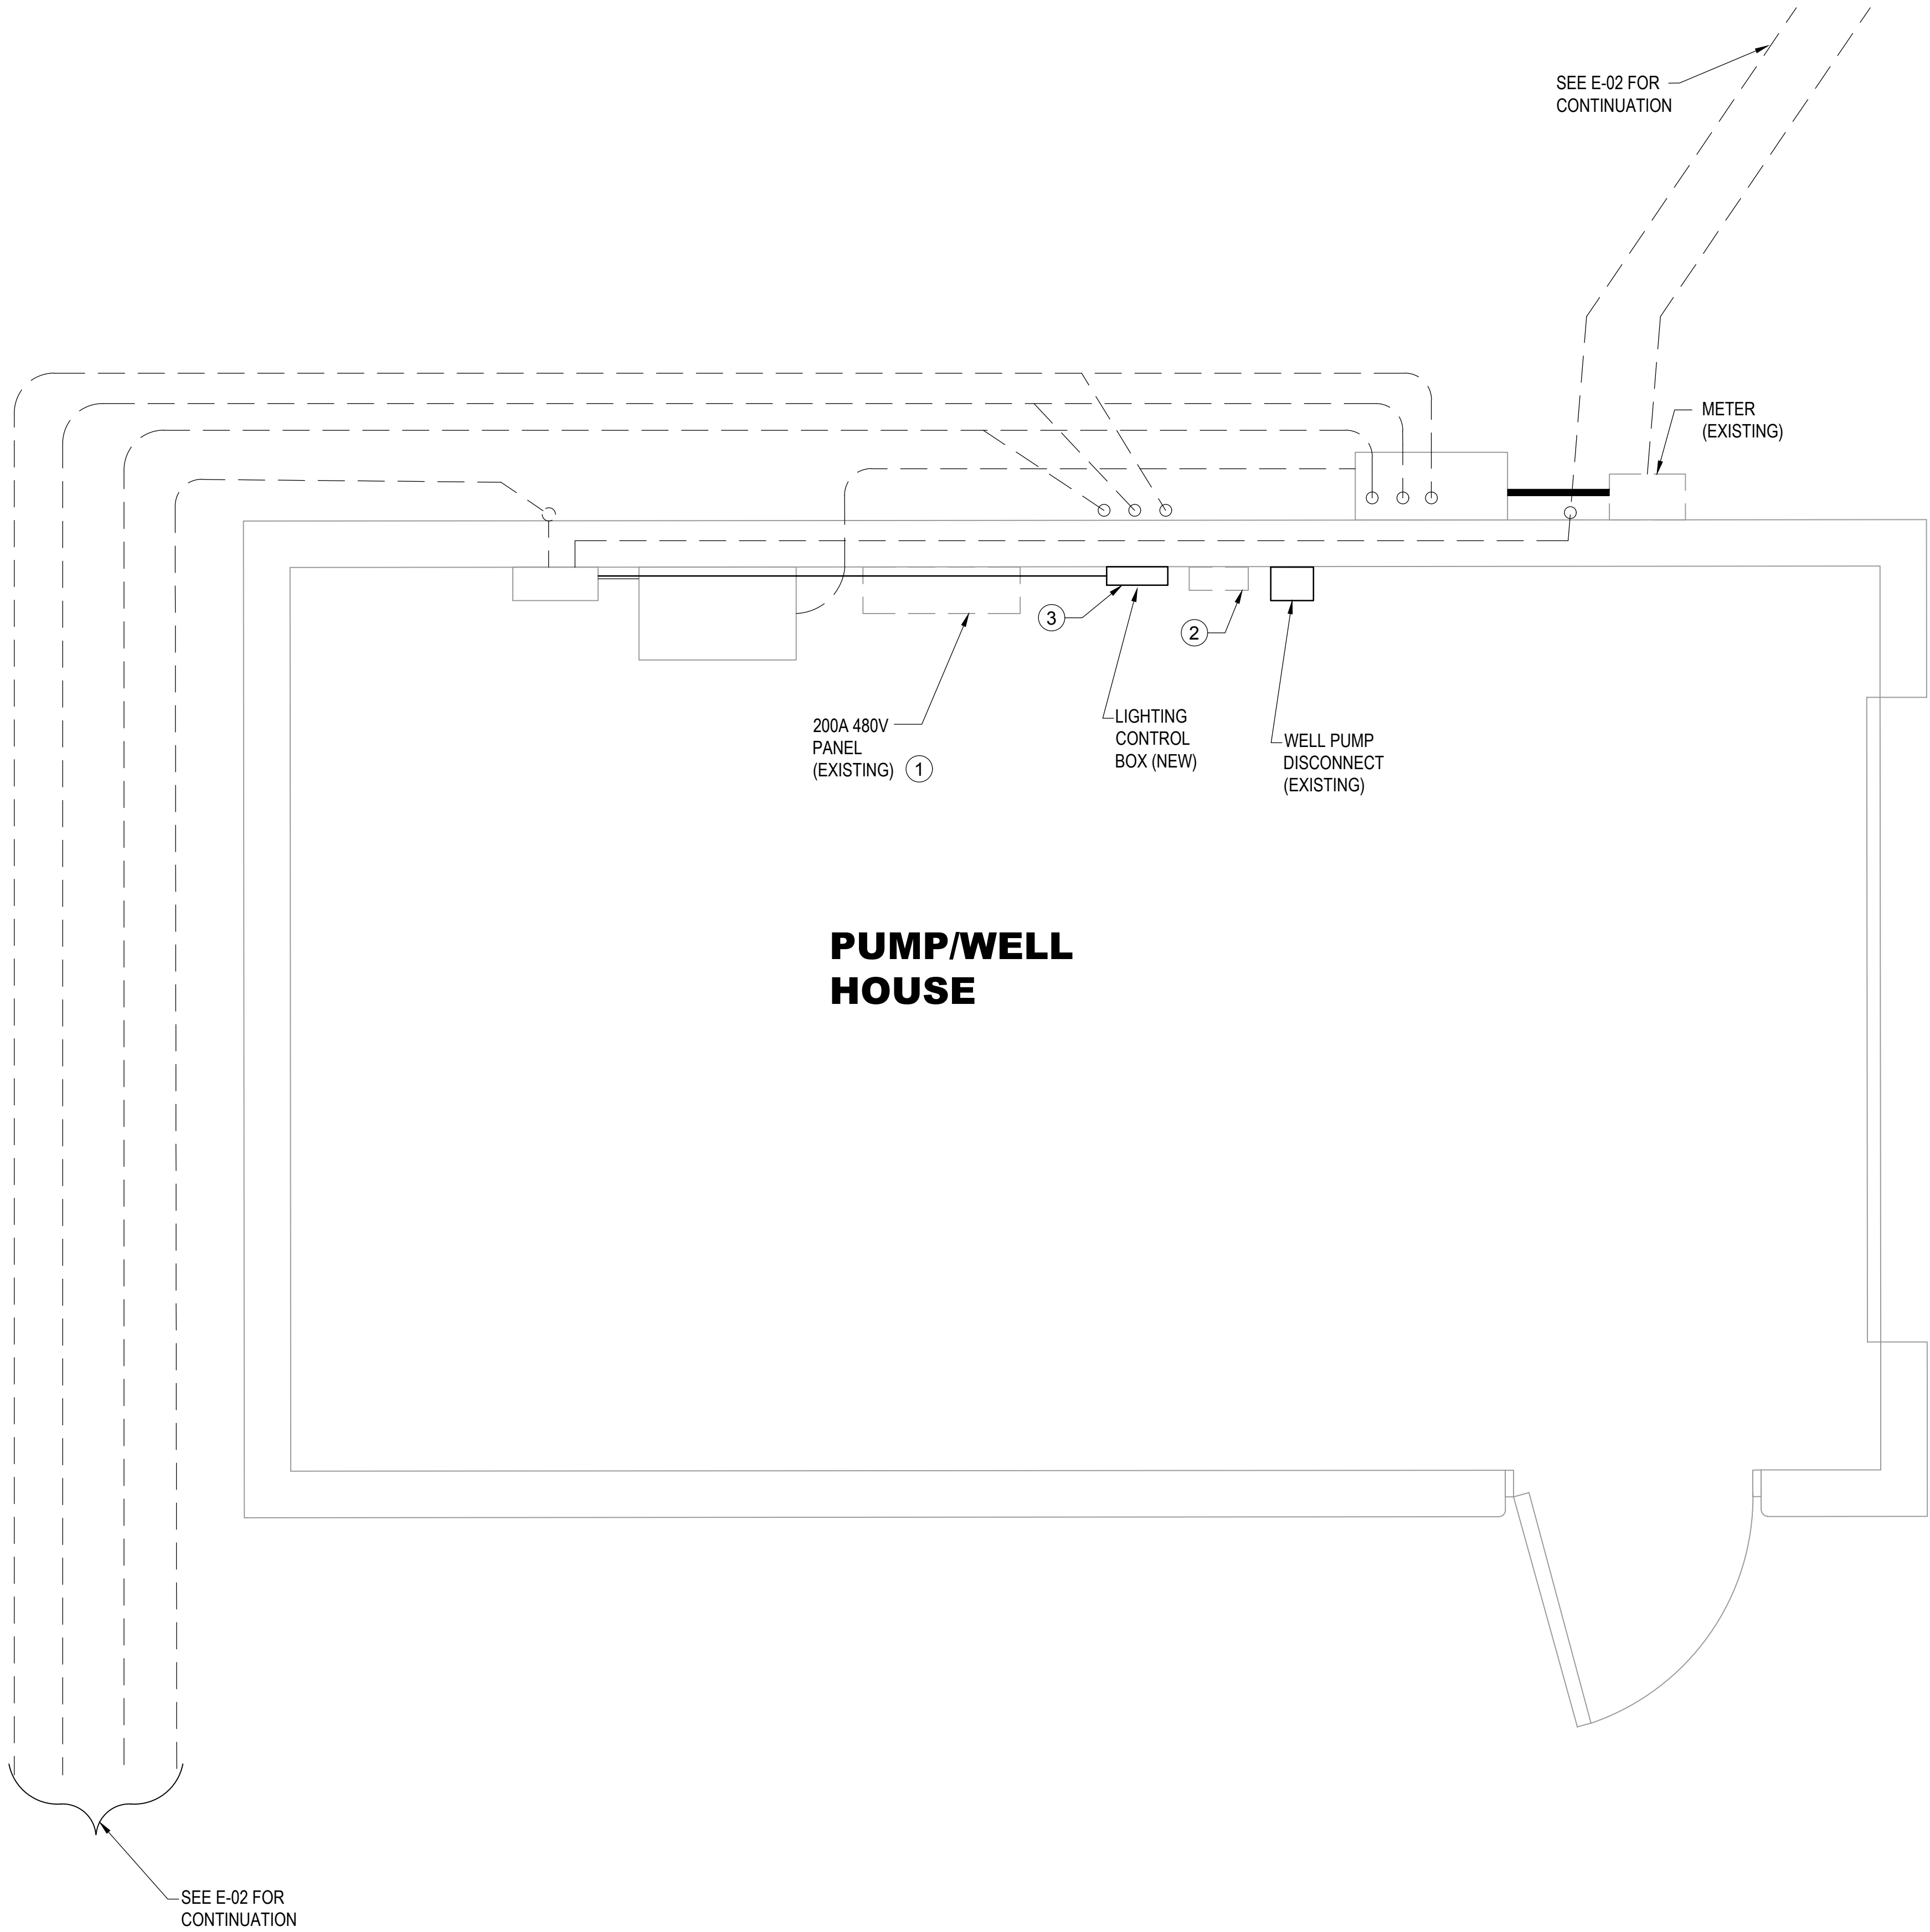 SEE E-02 FOR
CONTINUATION
METER
(EXISTING)
3
2
200A 480V
PANEL
(EXISTING) 1
LIGHTING
CONTROL
BOX (NEW)
WELL PUMP
DISCONNECT
(EXISTING)
PUMP/WELL
HOUSE
SEE E-02 FOR
CONTINUATION